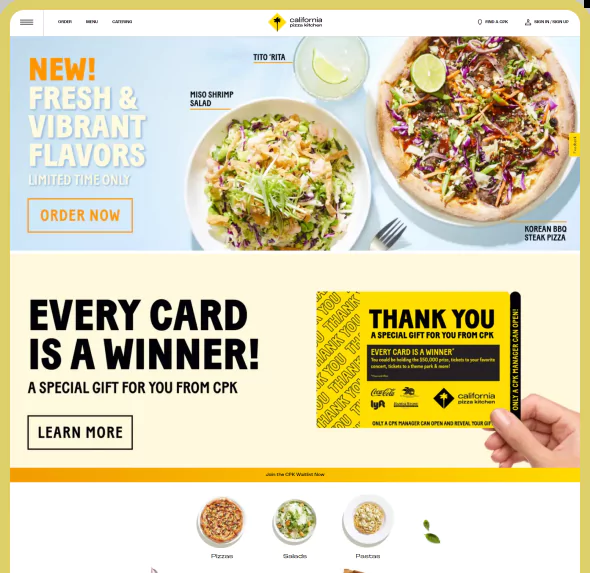 ORDER
MENU
CATERING
california
pizza kitchen
FIND A CPK
SIGN IN / SIGN UP
NEW!
FRESH &
VIBRANT
FLAVORS
LIMITED TIME ONLY
ORDER NOW
TITO 'RITA
MISO SHRIMP
SALAD
KOREAN BBQ
STEAK PIZZA
Feedback
EVERY CARD
IS A WINNER!
A SPECIAL GIFT FOR YOU FROM CPK
LEARN MORE
THANK YOU
THANK YOU
A SPECIAL GIFT FOR YOU FROM CPK
EVERY CARD IS A WINNER*
You could be holding the $50,000 prize, tickets to your favorite
concert, tickets to a theme park & more!
Coca-Cola
lyft
california
pizza kitchen
ONLY A CPK MANAGER CAN OPEN AND REVEAL YOUR GIFT
ONLY A CPK MANAGER CAN OPEN!
Join the CPK Waitlist Now
Pizzas
Salads
Pastas